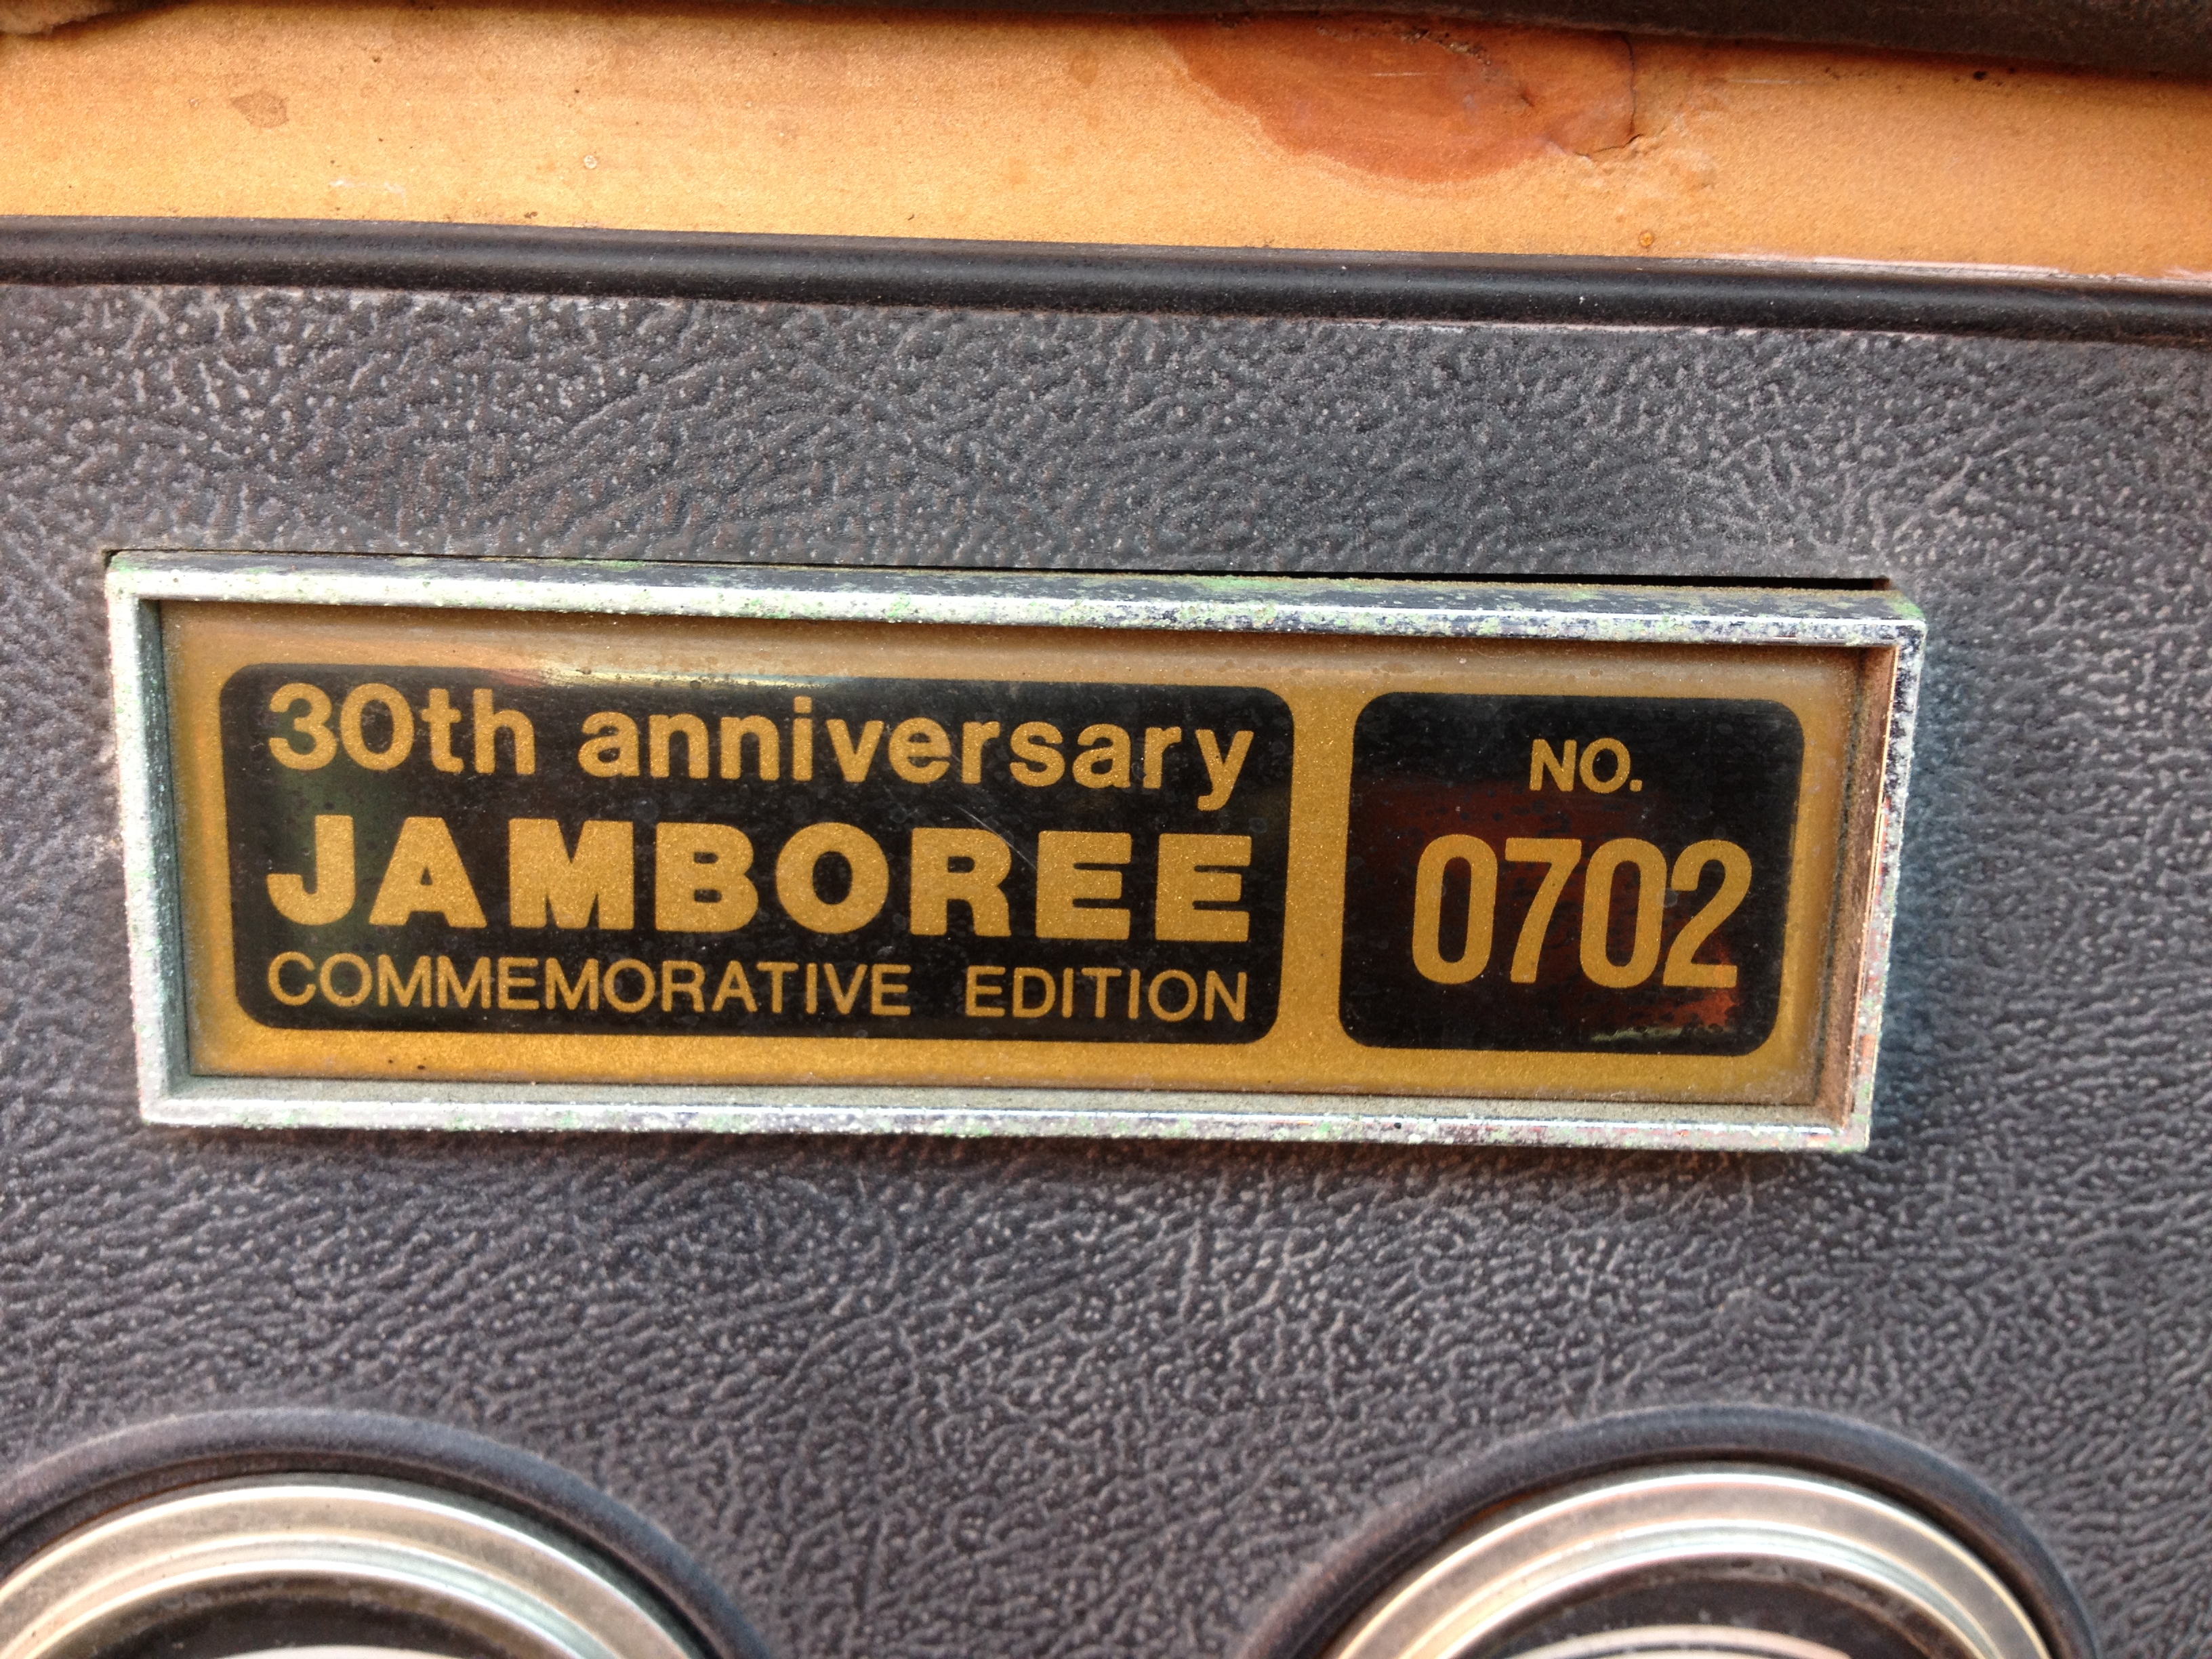 30th anniversary
JAMBOREE
COMMEMORATIVE EDITION
NO.
0702